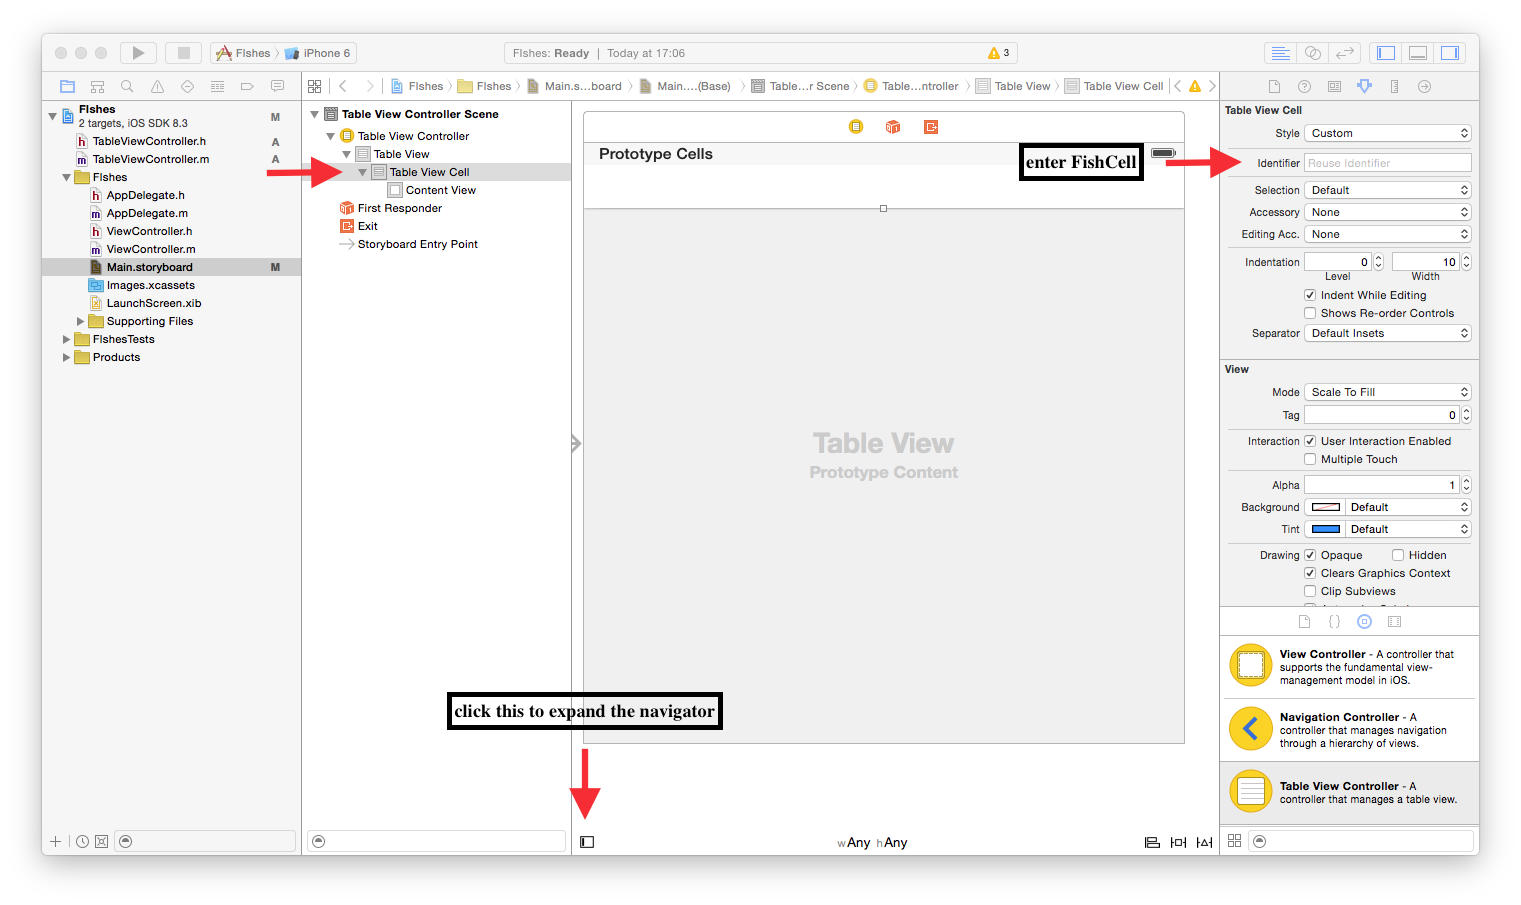 FIshes
iPhone 6
FIshes: Ready | Today at 17:06
3
FIshes
FIshes
Main.s...board
Main....(Base)
Table...r Scene
Table...ntroller
Table View
Table View Cell
FIshes
M
2 targets, iOS SDK 8.3
TableViewController.h
A
TableViewController.m
A
FIshes
AppDelegate.h
AppDelegate.m
ViewController.h
ViewController.m
Main.storyboard
M
Images.xcassets
LaunchScreen.xib
Supporting Files
FIshesTests
Products
Table View Controller Scene
Table View Controller
Table View
Table View Cell
Content View
First Responder
Exit
Storyboard Entry Point
Prototype Cells
enter FishCell
Table View
Prototype Content
click this to expand the navigator
wAny hAny
Table View Cell
Style Custom
Identifier Reuse Identifier
Selection Default
Accessory None
Editing Acc. None
Indentation 0 10
Level Width
Indent While Editing
Shows Re-order Controls
Separator Default Insets
View
Mode Scale To Fill
Tag 0
Interaction User Interaction Enabled
Multiple Touch
Alpha 1
Background Default
Tint Default
Drawing Opaque Hidden
Clears Graphics Context
Clip Subviews
View Controller - A controller that
supports the fundamental view-
management model in iOS.
Navigation Controller - A
controller that manages navigation
through a hierarchy of views.
Table View Controller - A
controller that manages a table view.